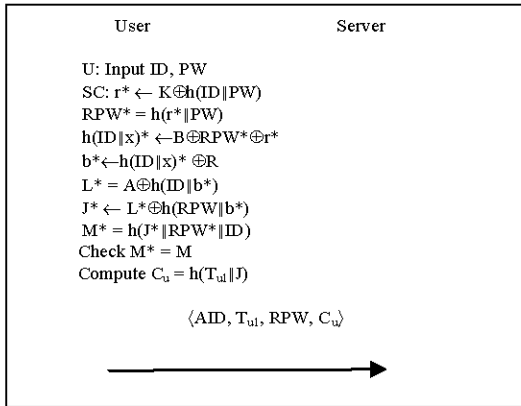 User Server
U: Input ID, PW
SC: r* ← K⊕h(ID‖PW)
RPW* = h(r*‖PW)
h(ID‖x)* ←B⊕RPW*⊕r*
b*←h(ID‖x)* ⊕R
L* = A⊕h(ID‖b*)
J* ← L*⊕h(RPW‖b*)
M* = h(J*‖RPW*‖ID)
Check M* = M
Compute Cᵤ = h(Tᵤ₁‖J)
⟨AID, Tᵤ₁, RPW, Cᵤ⟩